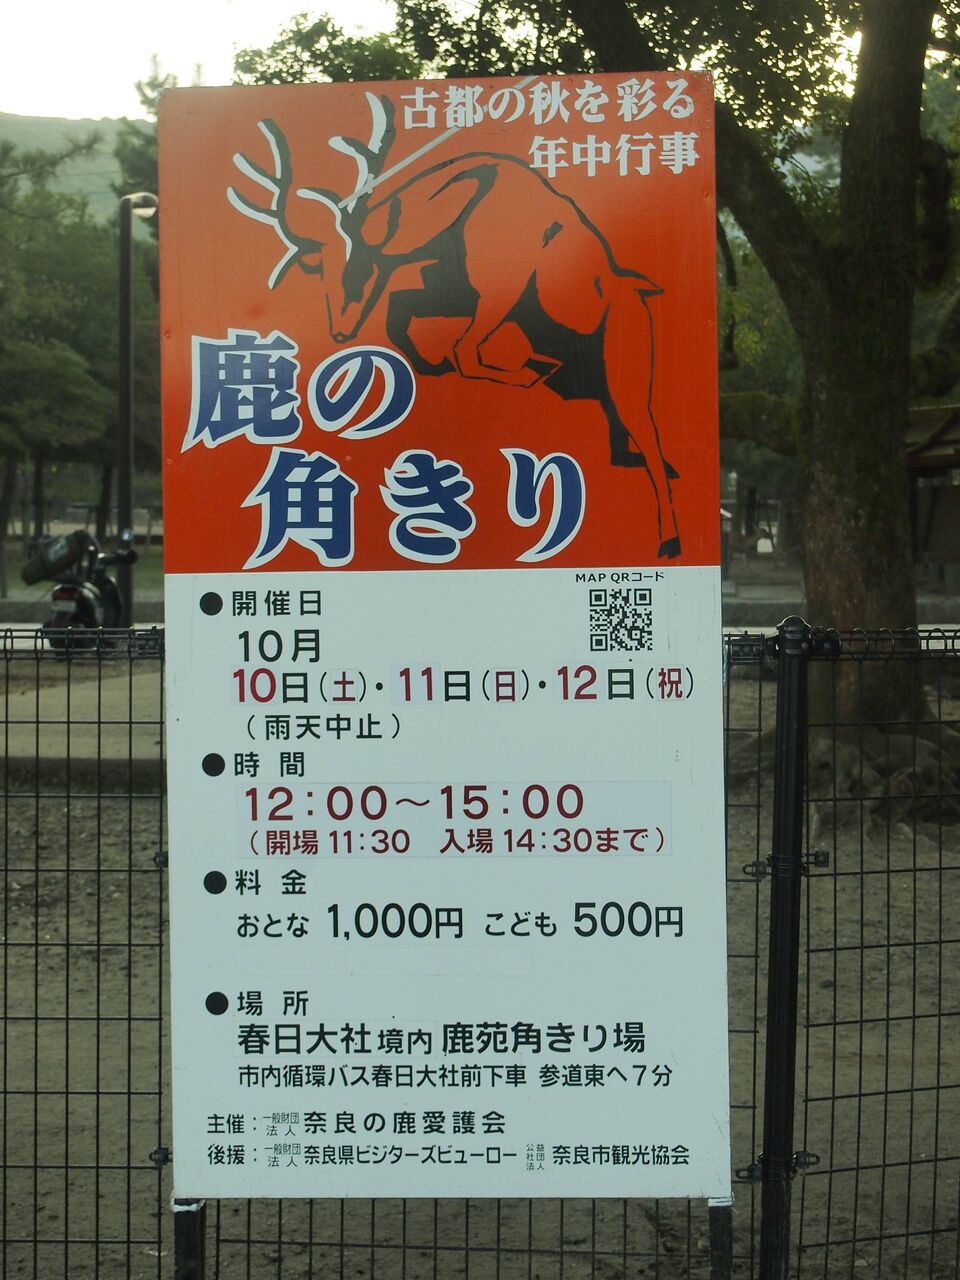 古都の秋を彩る
年中行事
鹿の
角きり
MAP QRコード
●開催日
10月
10日(土)・11日(日)・12日(祝)
(雨天中止)
●時間
12:00～15:00
(開場11:30 入場14:30まで)
●料金
おとな 1,000円 こども 500円
●場所
春日大社境内 鹿苑角きり場
市内循環バス春日大社前下車 参道東へ7分
主催:一般財団法人奈良の鹿愛護会
後援:一般財団法人奈良県ビジターズビューロー 公益社団法人奈良市観光協会